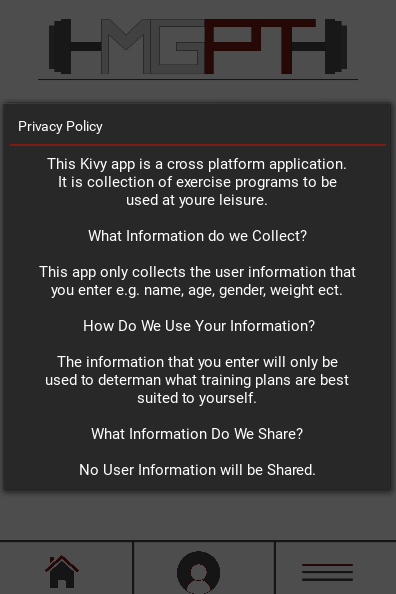 MGPT
Privacy Policy
This Kivy app is a cross platform application.
It is collection of exercise programs to be
used at youre leisure.
What Information do we Collect?
This app only collects the user information that
you enter e.g. name, age, gender, weight ect.
How Do We Use Your Information?
The information that you enter will only be
used to determan what training plans are best
suited to yourself.
What Information Do We Share?
No User Information will be Shared.